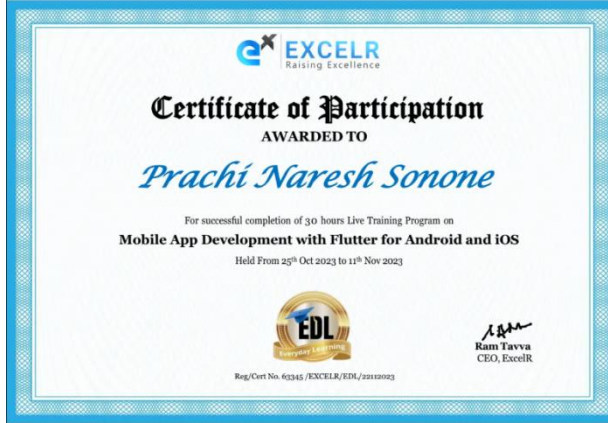 ex EXCELR
Raising Excellence
Certificate of Participation
AWARDED TO
Prachi Naresh Sonone
For successful completion of 30 hours Live Training Program on
Mobile App Development with Flutter for Android and iOS
Held From 25th Oct 2023 to 11th Nov 2023
EDL
Everyday Learning
Ram Tavva
CEO, ExcelR
Reg/Cert No. 63345 /EXCELR/EDL/22112023